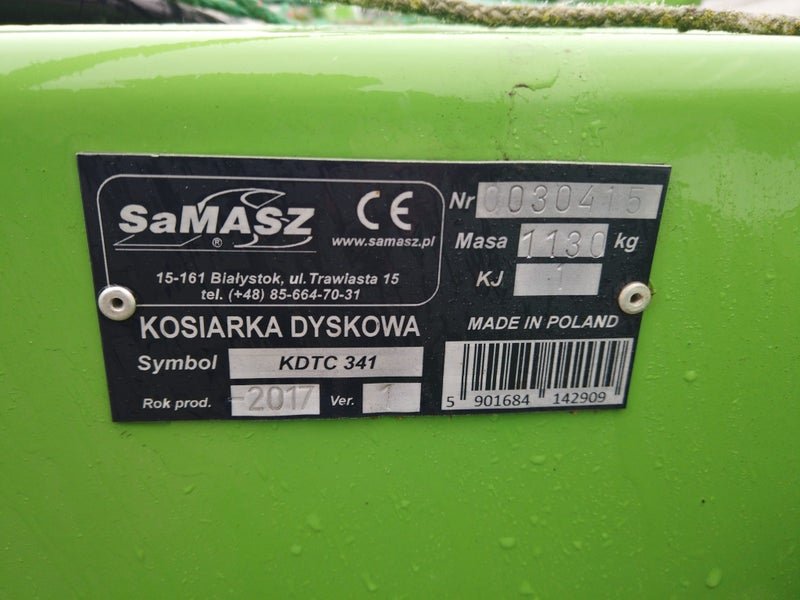 SaMASZ ®
CE
www.samasz.pl
15-161 Białystok, ul. Trawiasta 15
tel. (+48) 85-664-70-31
Nr 0030415
Masa 1130 kg
KJ 1
KOSIARKA DYSKOWA
MADE IN POLAND
Symbol KDTC 341
Rok prod. -2017 Ver. 1
5 901684 142909